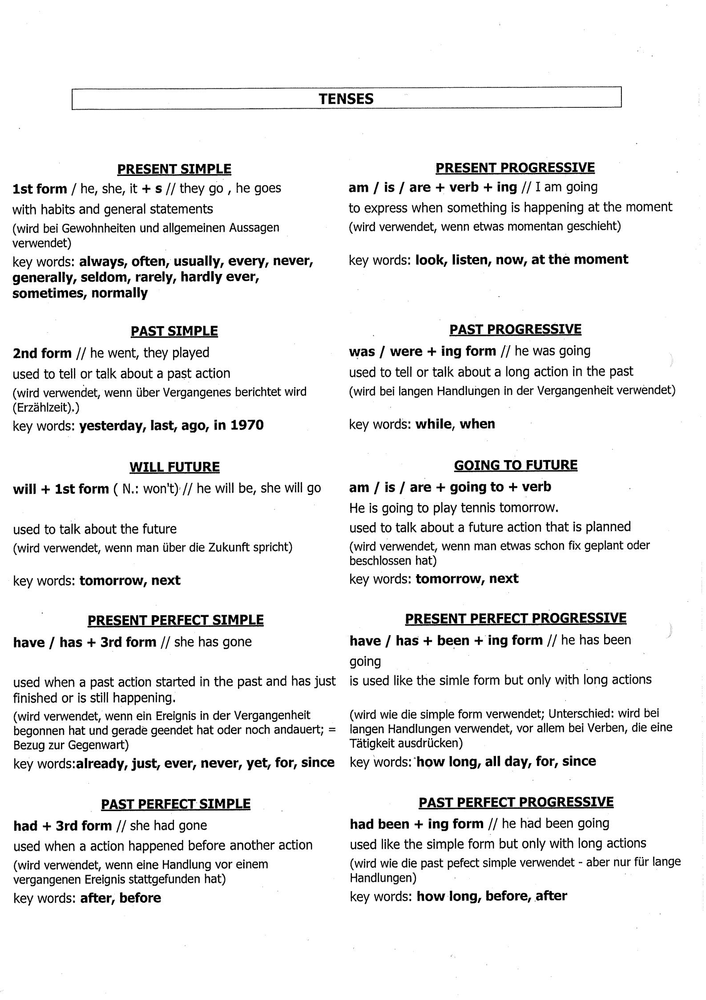 TENSES
PRESENT SIMPLE
1st form / he, she, it + s // they go , he goes
with habits and general statements
(wird bei Gewohnheiten und allgemeinen Aussagen
verwendet)
key words: always, often, usually, every, never,
generally, seldom, rarely, hardly ever,
sometimes, normally
PRESENT PROGRESSIVE
am / is / are + verb + ing // I am going
to express when something is happening at the moment
(wird verwendet, wenn etwas momentan geschieht)
key words: look, listen, now, at the moment
PAST SIMPLE
2nd form // he went, they played
used to tell or talk about a past action
(wird verwendet, wenn über Vergangenes berichtet wird
(Erzählzeit).)
key words: yesterday, last, ago, in 1970
PAST PROGRESSIVE
was / were + ing form // he was going
used to tell or talk about a long action in the past
(wird bei langen Handlungen in der Vergangenheit verwendet)
key words: while, when
WILL FUTURE
will + 1st form ( N.: won't) // he will be, she will go
used to talk about the future
(wird verwendet, wenn man über die Zukunft spricht)
key words: tomorrow, next
GOING TO FUTURE
am / is / are + going to + verb
He is going to play tennis tomorrow.
used to talk about a future action that is planned
(wird verwendet, wenn man etwas schon fix geplant oder
beschlossen hat)
key words: tomorrow, next
PRESENT PERFECT SIMPLE
have / has + 3rd form // she has gone
used when a past action started in the past and has just
finished or is still happening.
(wird verwendet, wenn ein Ereignis in der Vergangenheit
begonnen hat und gerade geendet hat oder noch andauert; =
Bezug zur Gegenwart)
key words:already, just, ever, never, yet, for, since
PRESENT PERFECT PROGRESSIVE
have / has + been + ing form // he has been
going
is used like the simle form but only with long actions
(wird wie die simple form verwendet; Unterschied: wird bei
langen Handlungen verwendet, vor allem bei Verben, die eine
Tätigkeit ausdrücken)
key words: how long, all day, for, since
PAST PERFECT SIMPLE
had + 3rd form // she had gone
used when a action happened before another action
(wird verwendet, wenn eine Handlung vor einem
vergangenen Ereignis stattgefunden hat)
key words: after, before
PAST PERFECT PROGRESSIVE
had been + ing form // he had been going
used like the simple form but only with long actions
(wird wie die past pefect simple verwendet - aber nur für lange
Handlungen)
key words: how long, before, after